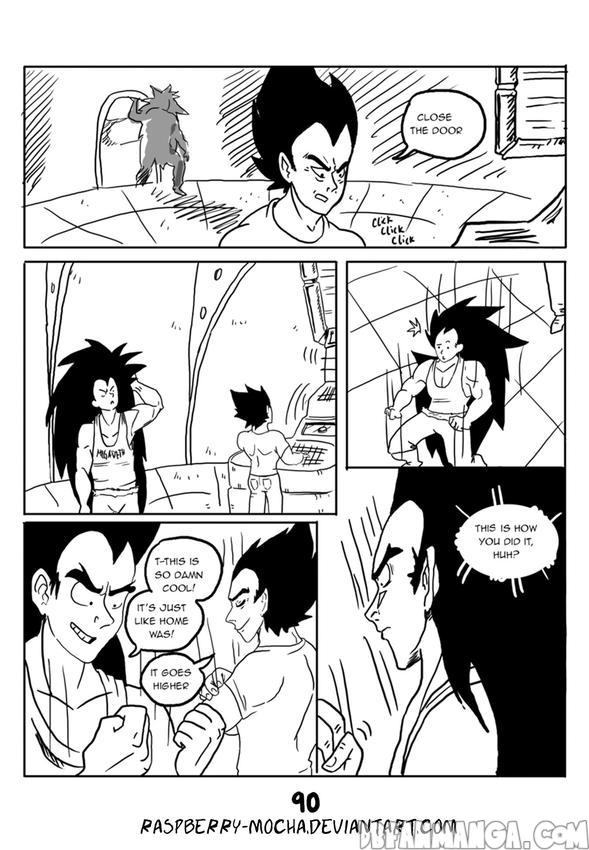 CLOSE
THE DOOR
CLICK
CLICK
CLICK
T-THIS IS
SO DAMN
COOL!
IT'S JUST
LIKE HOME
WAS!
IT GOES
HIGHER
THIS IS HOW
YOU DID IT,
HUH?
90
RASPBERRY-MOCHA.DEVIANTART.COM
DBFANMANGA.COM